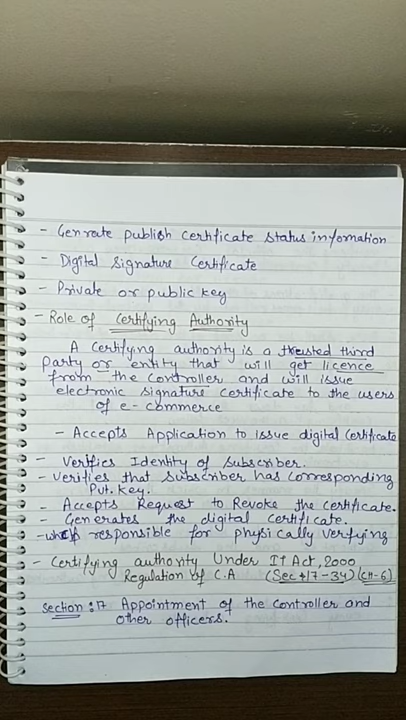 - Genrate publish certificate status information
- Digital Signature Certificate
- Private or public key
- Role of Certifying Authority
A Certifying authority is a trusted third
Party or entity that will get licence
from the controller and will issue
electronic signature certificate to the users
of e-commerce
- Accepts Application to issue digital Certificate
- Verifies Identity of Subscriber.
- Verifies that Subscriber has corresponding
Key.
- Accepts Request to Revoke the certificate.
- Generates the digital certificate.
- responsible for physically verfying
- Certifying authority Under IT Act, 2000
Regulation of C.A (Sec 17-34) (CH-6)
Section: 17 Appointment of the Controller and
other officers.